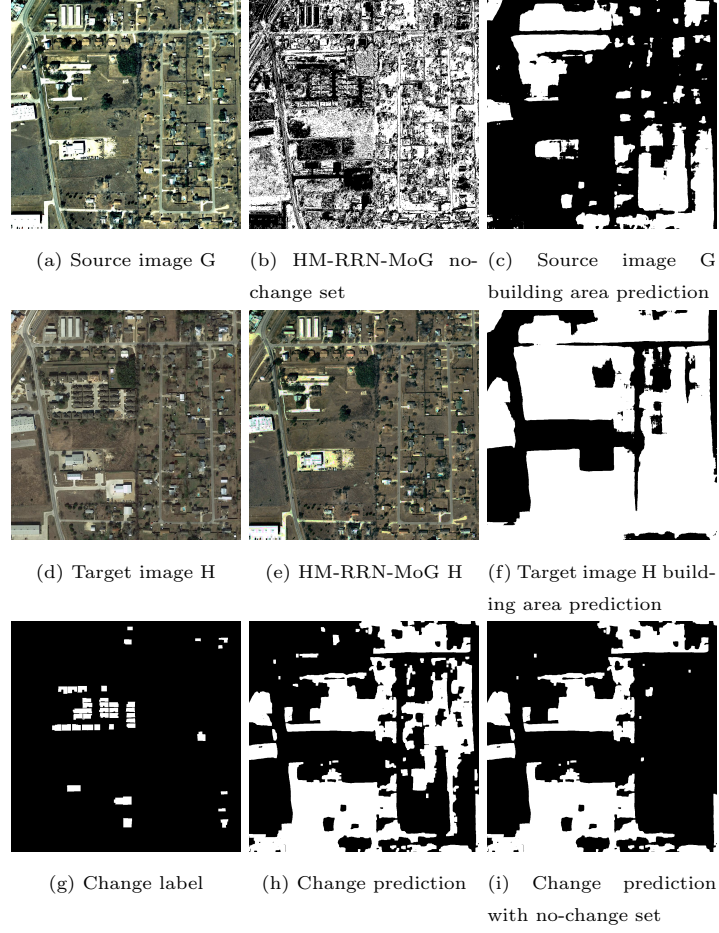 (a) Source image G
(b) HM-RRN-MoG no-
change set
(c) Source image G
building area prediction
(d) Target image H
(e) HM-RRN-MoG H
(f) Target image H build-
ing area prediction
(g) Change label
(h) Change prediction
(i) Change prediction
with no-change set